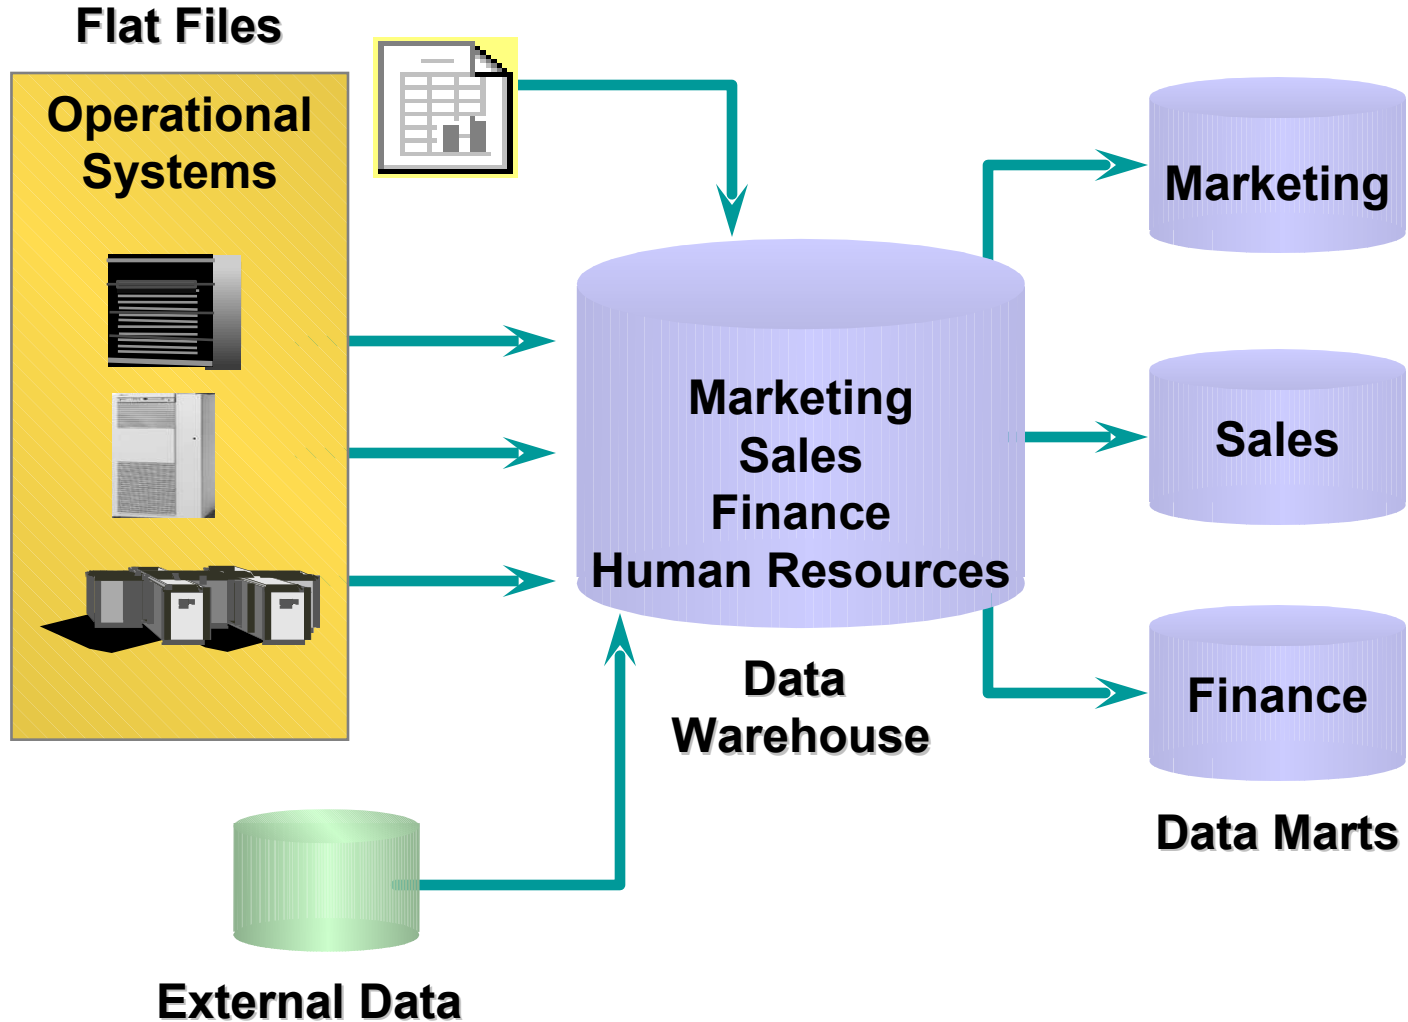 Flat Files
Operational
Systems
Marketing
Sales
Finance
Human Resources
Data
Warehouse
Marketing
Sales
Finance
Data Marts
External Data